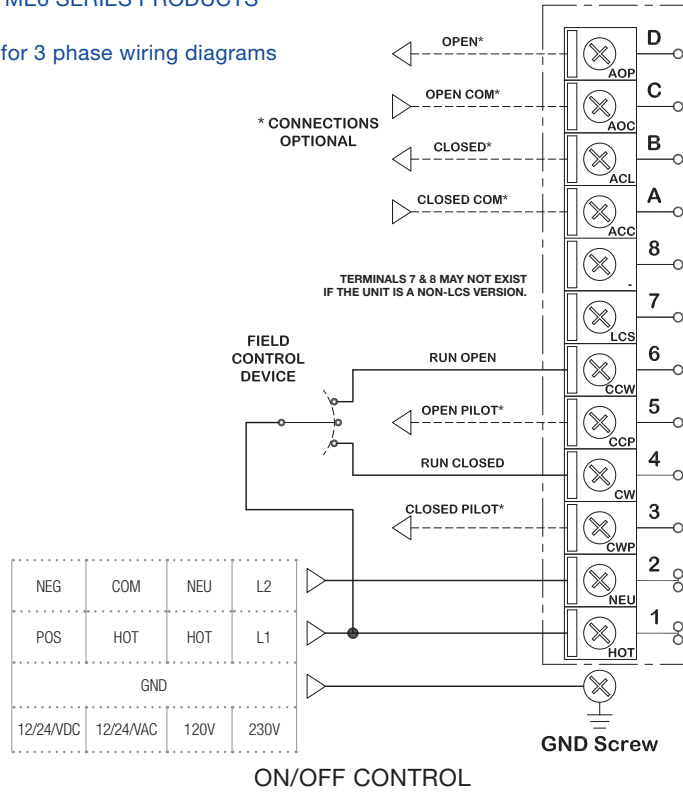 ME6 SERIES PRODUCTS
for 3 phase wiring diagrams
OPEN*
D
AOP
OPEN COM*
C
AOC
* CONNECTIONS
OPTIONAL
CLOSED*
B
ACL
CLOSED COM*
A
ACC
8
-
TERMINALS 7 & 8 MAY NOT EXIST
IF THE UNIT IS A NON-LCS VERSION.
7
LCS
FIELD
CONTROL
DEVICE
RUN OPEN
6
CCW
OPEN PILOT*
5
CCP
RUN CLOSED
4
CW
CLOSED PILOT*
3
CWP
NEG COM NEU L2
2
NEU
POS HOT HOT L1
1
HOT
GND
12/24/VDC 12/24/VAC 120V 230V
GND Screw
ON/OFF CONTROL